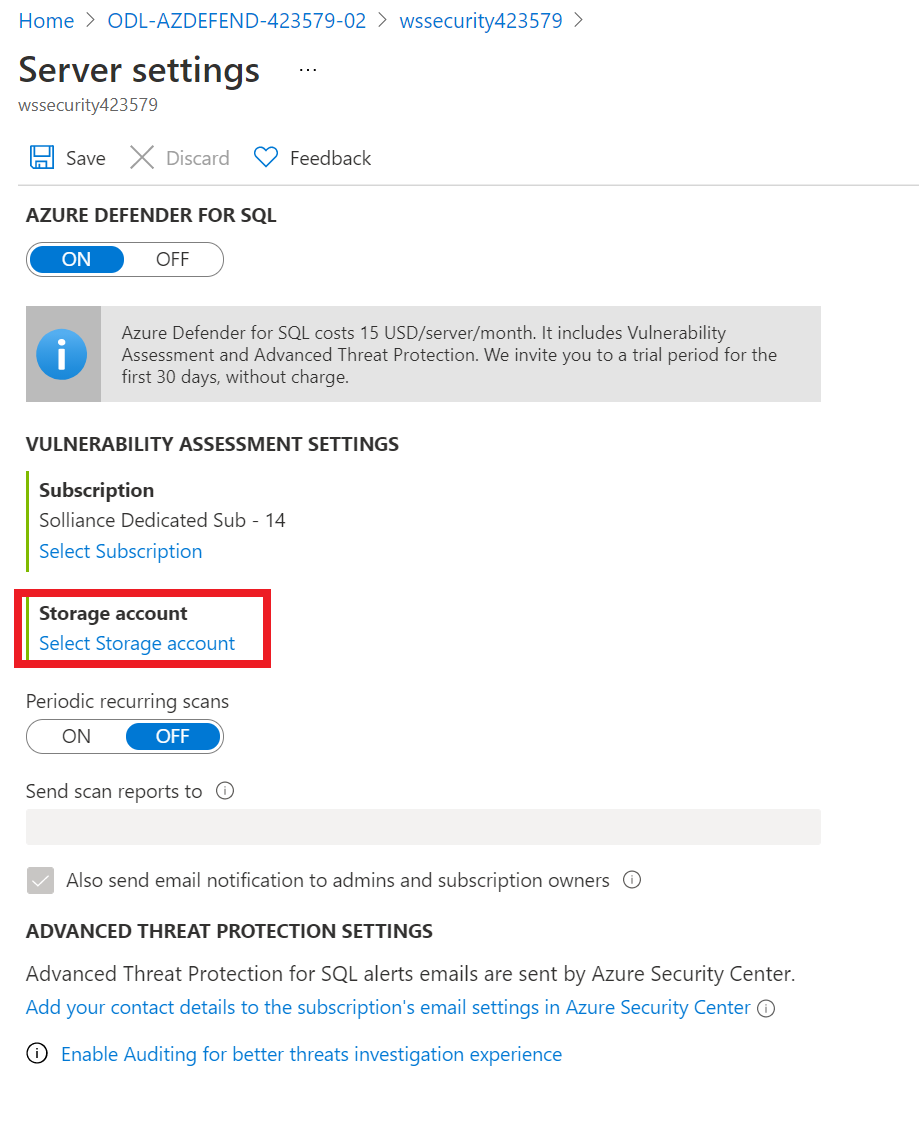 Home > ODL-AZDEFEND-423579-02 > wssecurity423579 >
Server settings ...
wssecurity423579
Save Discard Feedback
AZURE DEFENDER FOR SQL
ON OFF
Azure Defender for SQL costs 15 USD/server/month. It includes Vulnerability
Assessment and Advanced Threat Protection. We invite you to a trial period for the
first 30 days, without charge.
VULNERABILITY ASSESSMENT SETTINGS
Subscription
Solliance Dedicated Sub - 14
Select Subscription
Storage account
Select Storage account
Periodic recurring scans
ON OFF
Send scan reports to
Also send email notification to admins and subscription owners
ADVANCED THREAT PROTECTION SETTINGS
Advanced Threat Protection for SQL alerts emails are sent by Azure Security Center.
Add your contact details to the subscription's email settings in Azure Security Center
Enable Auditing for better threats investigation experience